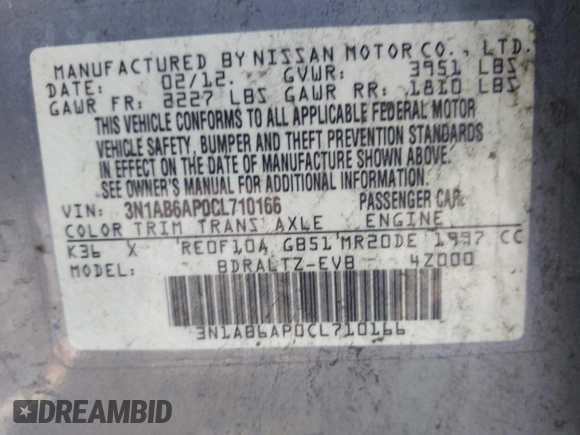 MANUFACTURED BY NISSAN MOTOR CO., LTD.
DATE: 02/12. GVWR: 3951 LBS
GAWR FR: 2227 LBS GAWR RR: 1810 LBS
THIS VEHICLE CONFORMS TO ALL APPLICABLE FEDERAL MOTOR
VEHICLE SAFETY, BUMPER AND THEFT PREVENTION STANDARDS
IN EFFECT ON THE DATE OF MANUFACTURE SHOWN ABOVE.
SEE OWNER'S MANUAL FOR ADDITIONAL INFORMATION.
VIN: 3N1AB6AP0CL710166 PASSENGER CAR.
COLOR TRIM TRANS AXLE ENGINE
K36 X RE0F10A GB51 MR20DE 1997 CC
MODEL: BDRALTZ-EVB 4Z000
3N1AB6AP0CL710166
DREAMBID